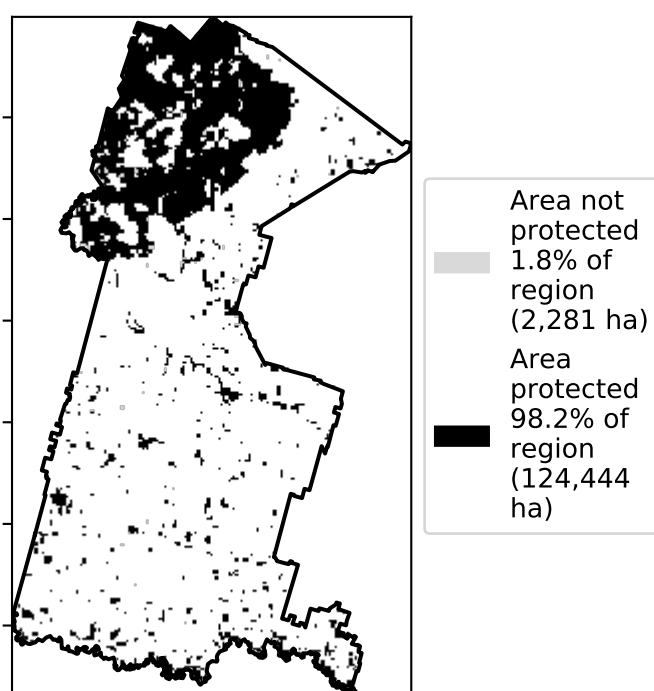 Area not
protected
1.8% of
region
(2,281 ha)
Area
protected
98.2% of
region
(124,444
ha)